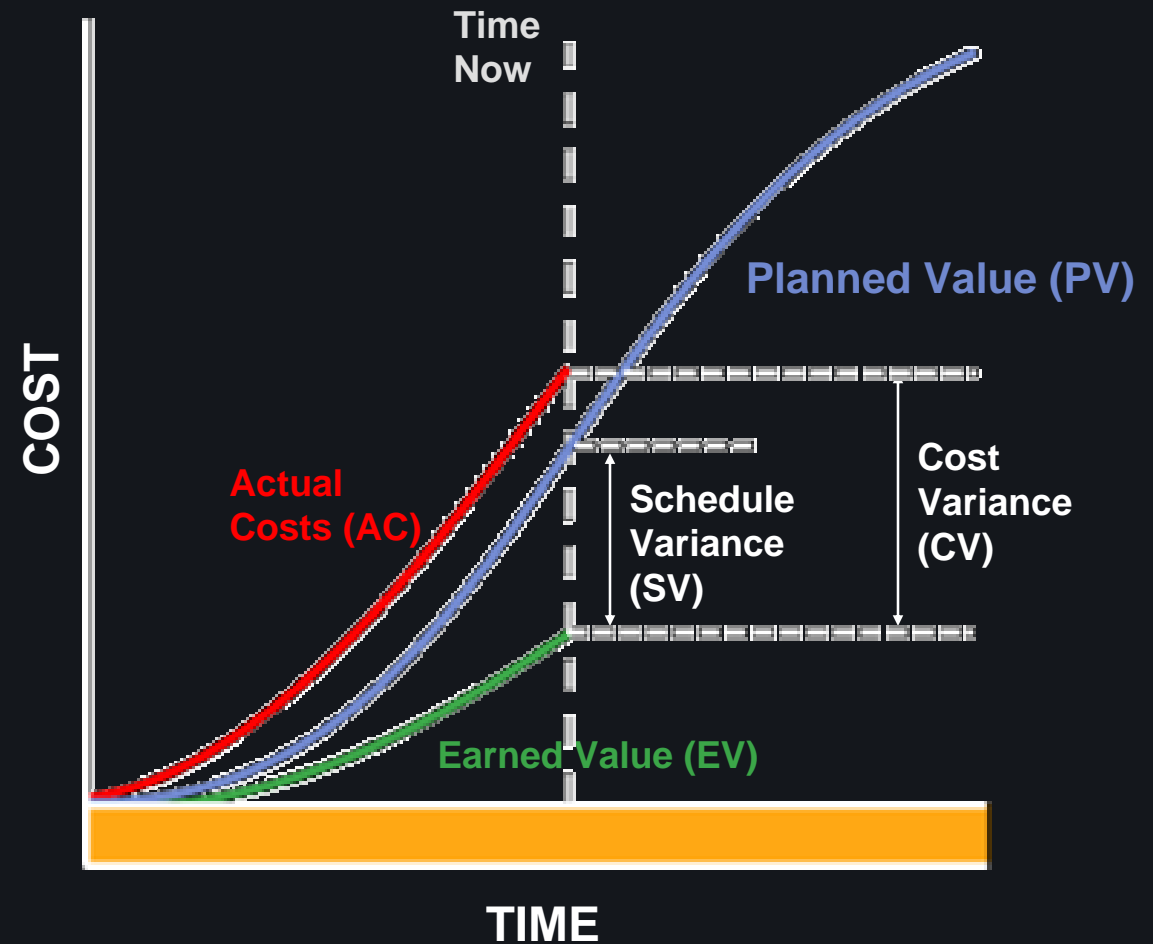 Time
Now
Planned Value (PV)
COST
Actual
Costs (AC)
Schedule
Variance
(SV)
Cost
Variance
(CV)
Earned Value (EV)
TIME